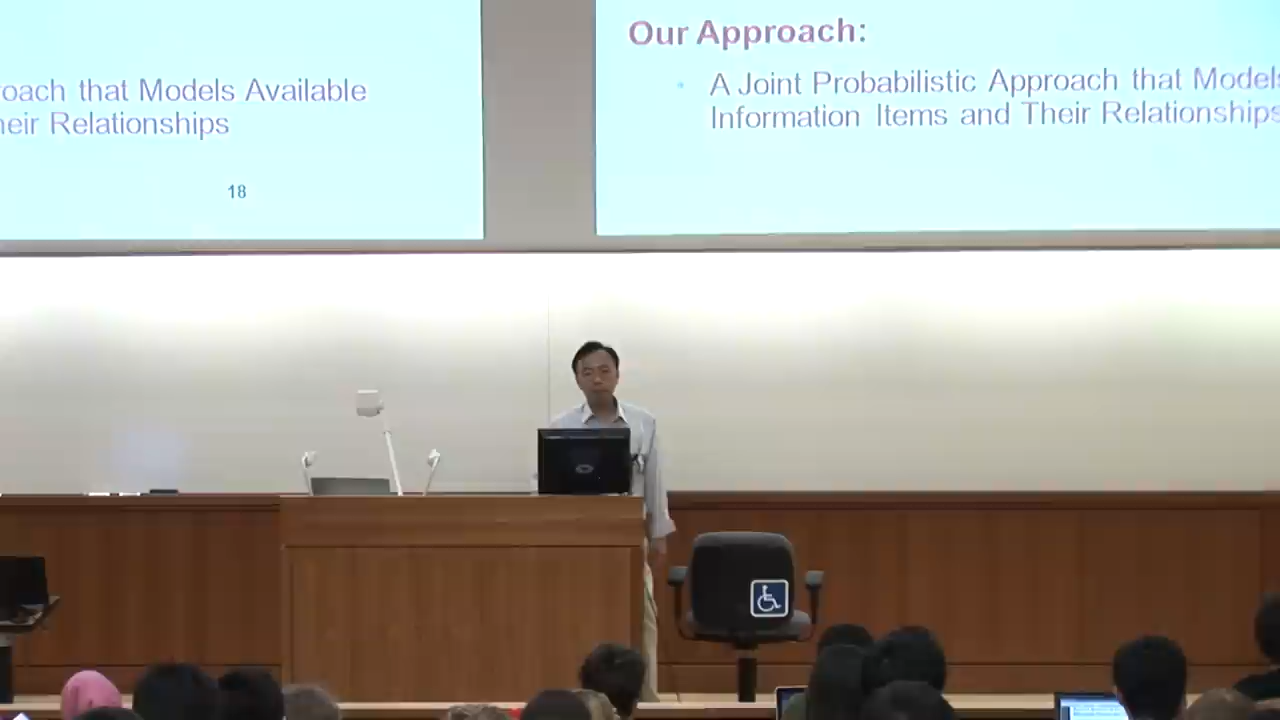 roach that Models Available
heir Relationships
18
Our Approach:
A Joint Probabilistic Approach that Models
Information Items and Their Relationships